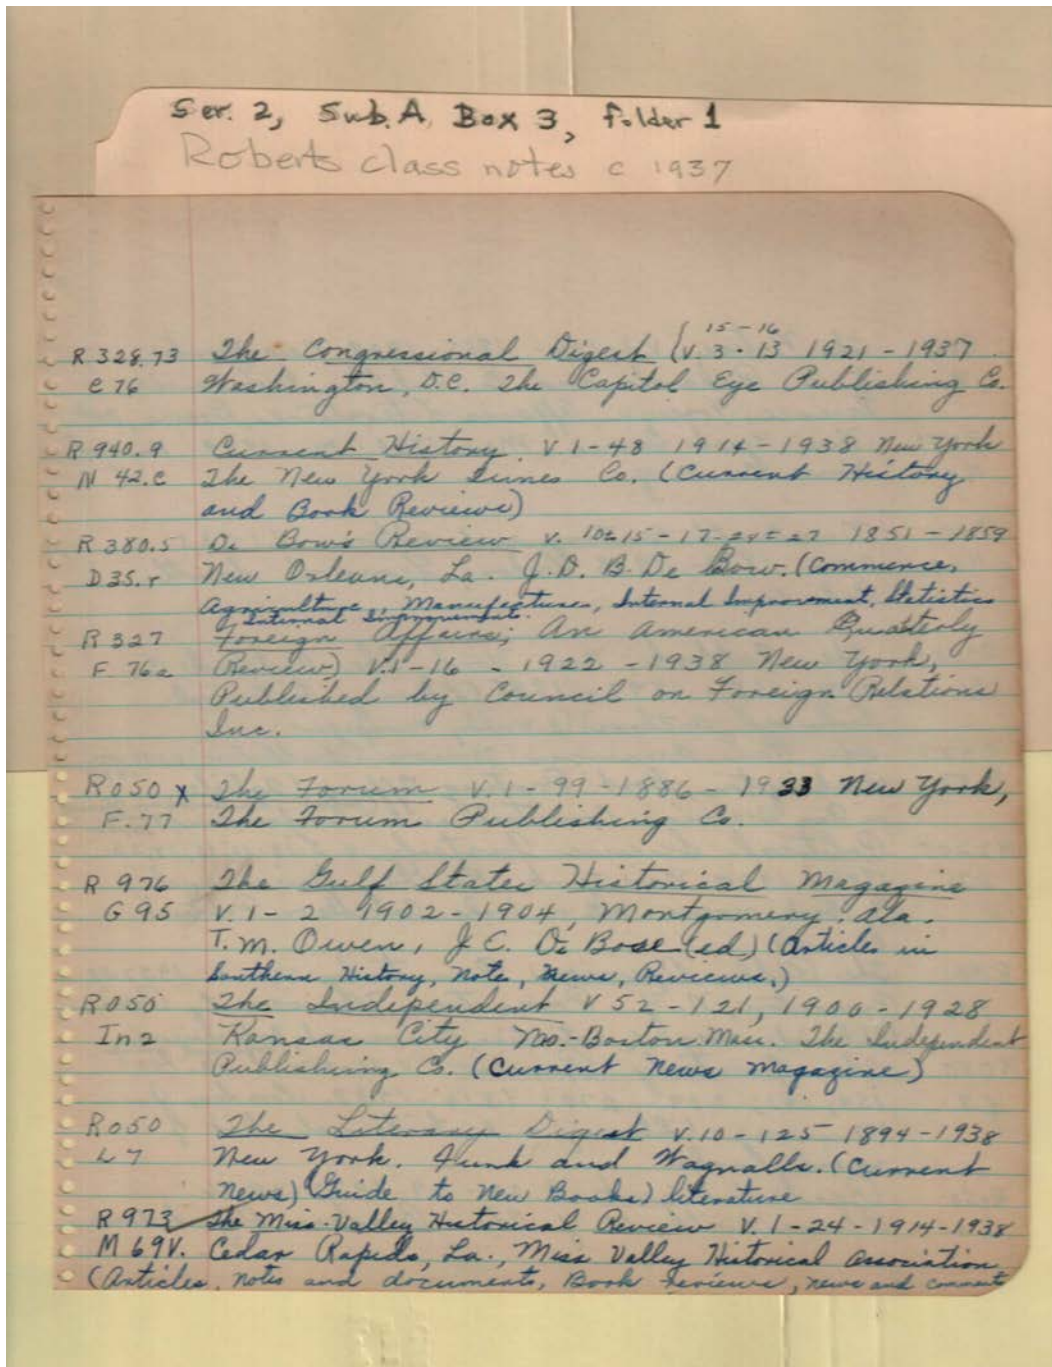 Ser. 2, Sub. A, Box 3, folder 1
Roberts class notes c 1937
15-16
R 328.73 The Congressional Digest (V. 3-13 1921-1937
C 76 Washington, D.C. The Capitol Eye Publishing Co.
R 940.9 Current History. V 1-48 1914-1938 New York
N 42.c The New York Times Co. (Current History
and Book Reviews)
R 380.5 De Bow's Review v. 10-15-17-24-27 1851-1859
D35.r New Orleans, La. J.D.B. De Bow. (Commerce,
Agriculture, Manufactures, Internal Improvement, Statistics
Internal Improvements.
R 327 Foreign Affairs; An American Quarterly
F 76a Review) V.1-16 - 1922-1938 New York,
Published by Council on Foreign Relations
Inc.
R050 x The Forum V.1-99-1886-1933 New York,
F.77 The Forum Publishing Co.
R 976 The Gulf States Historical Magazine
G95 V.1-2 1902-1904, Montgomery, Ala.
T.M. Owen, J.C. De Bose (ed) (Articles in
Southern History, Note, News, Reviews,)
R050 The Independent V 52-121, 1900-1928
In2 Kansas City Mo.-Boston Mass. The Independent
Publishing Co. (Current News Magazine)
R050 The Literary Digest V.10-125 1894-1938
L7 New York. Funk and Wagnalls. (Current
News) Guide to New Books) literature
R 973 The Miss. Valley Historical Review V.1-24-1914-1938
M 69V. Cedar Rapids, La., Miss Valley Historical Association
(Articles, notes and documents, Book reviews, news and comments